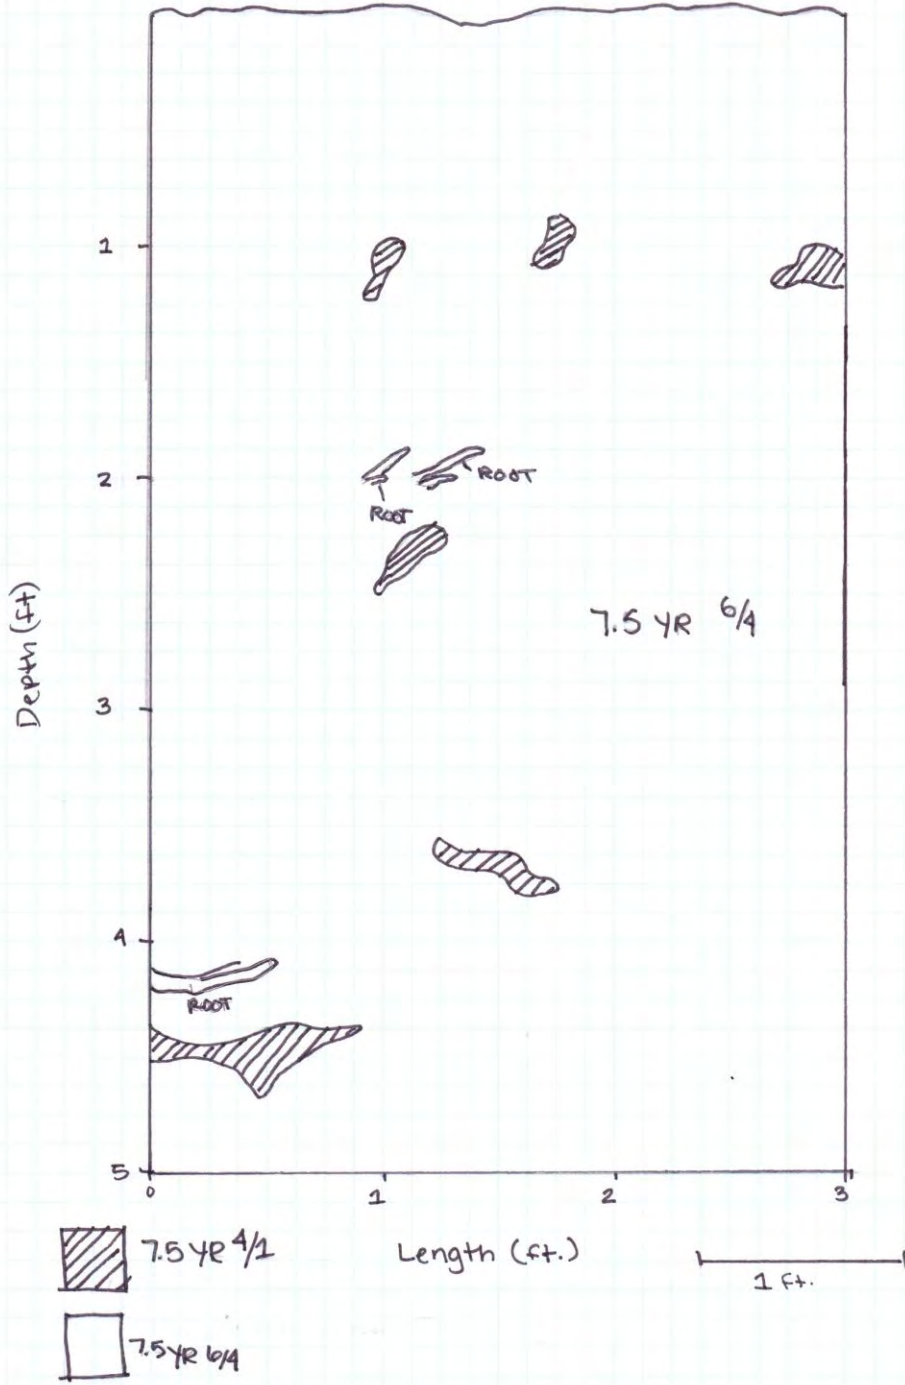 1
2
ROOT
ROOT
7.5 YR 6/4
Depth (ft)
3
4
ROOT
5
0
1
2
3
7.5 YR 4/1
Length (ft.)
1 ft.
7.5 YR 6/4